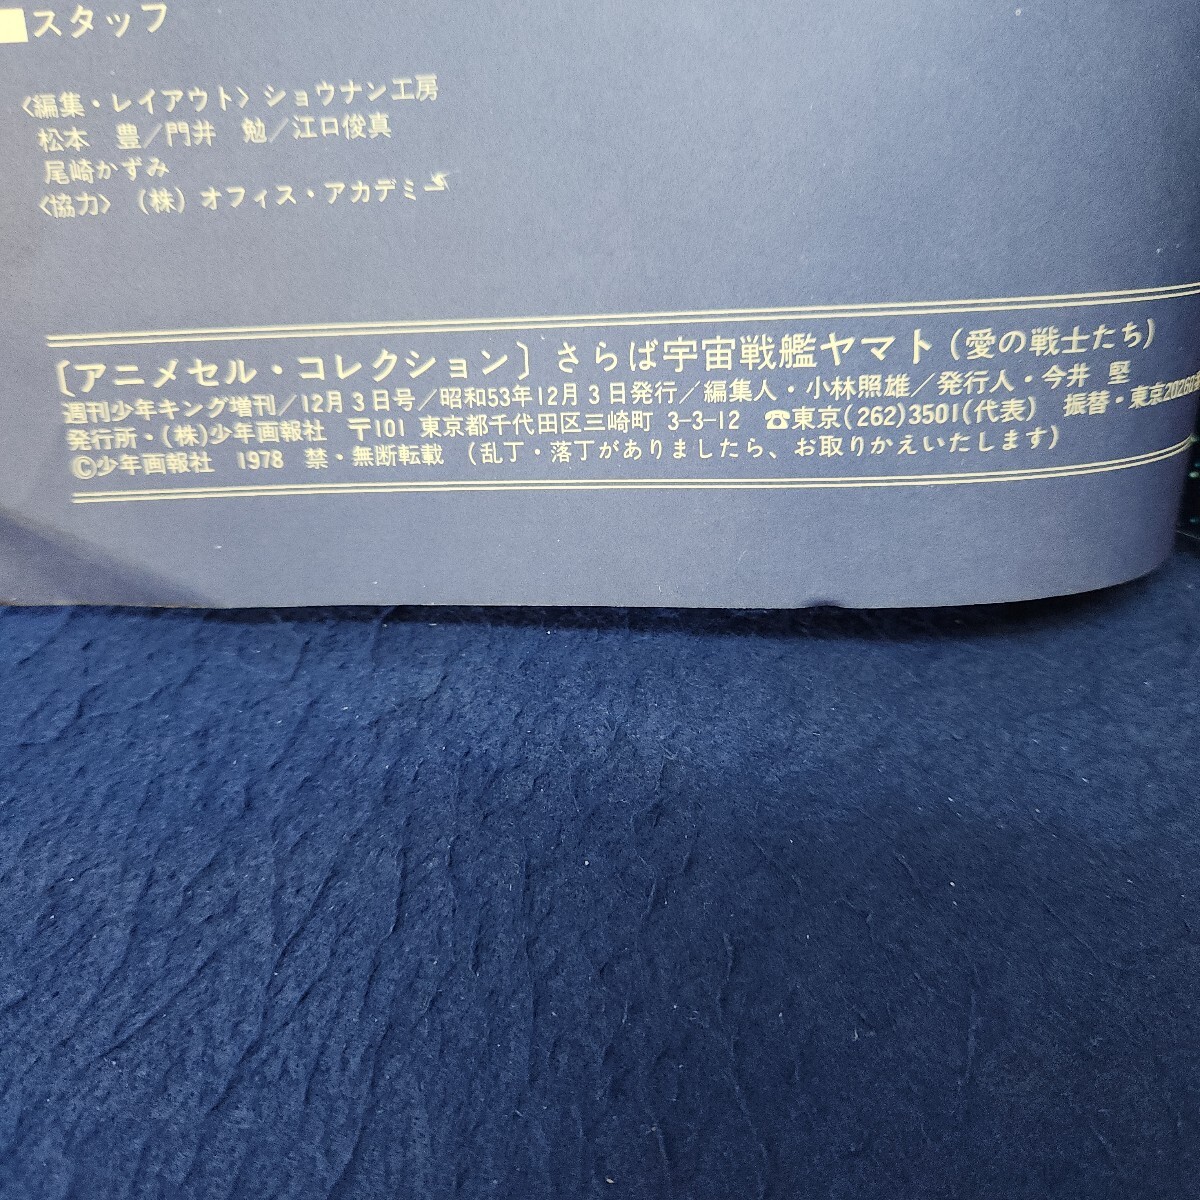 ■スタッフ
〈編集・レイアウト〉ショウナン工房
松本　豊／門井　勉／江口俊真
尾崎かずみ
〈協力〉（株）オフィス・アカデミー
〔アニメセル・コレクション〕さらば宇宙戦艦ヤマト（愛の戦士たち）
週刊少年キング増刊／12月3日号／昭和53年12月3日発行／編集人・小林照雄／発行人・今井　堅
発行所・(株)少年画報社　〒101 東京都千代田区三崎町 3-3-12　☎東京(262)3501(代表)　振替・東京
©少年画報社　1978　禁・無断転載　（乱丁・落丁がありましたら、お取りかえいたします）